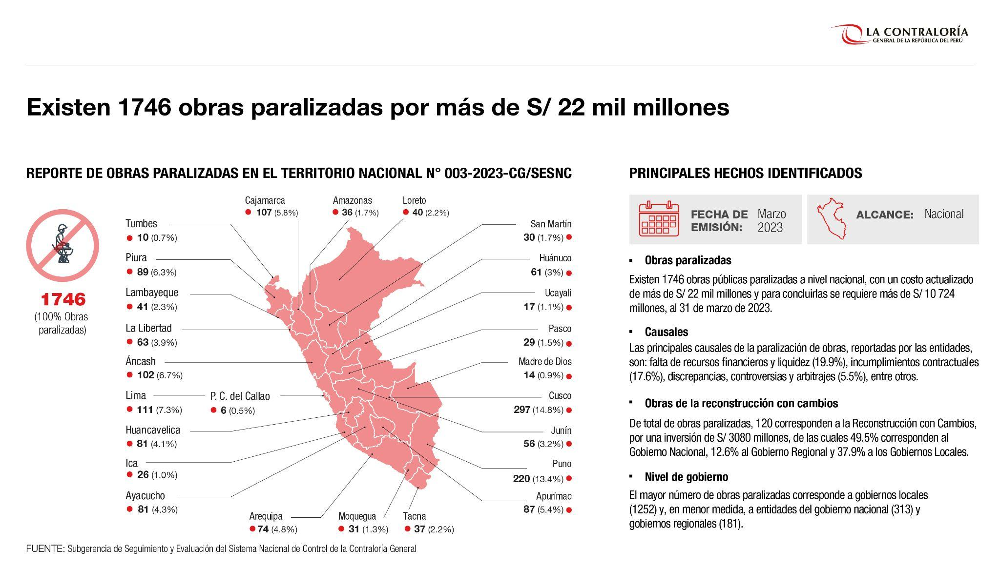 LA CONTRALORÍA
GENERAL DE LA REPÚBLICA DEL PERÚ
Existen 1746 obras paralizadas por más de S/ 22 mil millones
REPORTE DE OBRAS PARALIZADAS EN EL TERRITORIO NACIONAL N° 003-2023-CG/SESNC
1746
(100% Obras
paralizadas)
Cajamarca
107 (5.8%)
Amazonas
36 (1.7%)
Loreto
40 (2.2%)
Tumbes
10 (0.7%)
Piura
89 (6.3%)
Lambayeque
41 (2.3%)
La Libertad
63 (3.9%)
Áncash
102 (6.7%)
Lima
111 (7.3%)
P. C. del Callao
6 (0.5%)
Huancavelica
81 (4.1%)
Ica
26 (1.0%)
Ayacucho
81 (4.3%)
Arequipa
74 (4.8%)
Moquegua
31 (1.3%)
Tacna
37 (2.2%)
San Martín
30 (1.7%)
Huánuco
61 (3%)
Ucayali
17 (1.1%)
Pasco
29 (1.5%)
Madre de Dios
14 (0.9%)
Cusco
297 (14.8%)
Junín
56 (3.2%)
Puno
220 (13.4%)
Apurímac
87 (5.4%)
FUENTE: Subgerencia de Seguimiento y Evaluación del Sistema Nacional de Control de la Contraloría General
PRINCIPALES HECHOS IDENTIFICADOS
FECHA DE EMISIÓN: Marzo 2023
ALCANCE: Nacional
▪ Obras paralizadas
Existen 1746 obras públicas paralizadas a nivel nacional, con un costo actualizado
de más de S/ 22 mil millones y para concluirlas se requiere más de S/ 10 724
millones, al 31 de marzo de 2023.
▪ Causales
Las principales causales de la paralización de obras, reportadas por las entidades,
son: falta de recursos financieros y liquidez (19.9%), incumplimientos contractuales
(17.6%), discrepancias, controversias y arbitrajes (5.5%), entre otros.
▪ Obras de la reconstrucción con cambios
De total de obras paralizadas, 120 corresponden a la Reconstrucción con Cambios,
por una inversión de S/ 3080 millones, de las cuales 49.5% corresponden al
Gobierno Nacional, 12.6% al Gobierno Regional y 37.9% a los Gobiernos Locales.
▪ Nivel de gobierno
El mayor número de obras paralizadas corresponde a gobiernos locales
(1252) y, en menor medida, a entidades del gobierno nacional (313) y
gobiernos regionales (181).